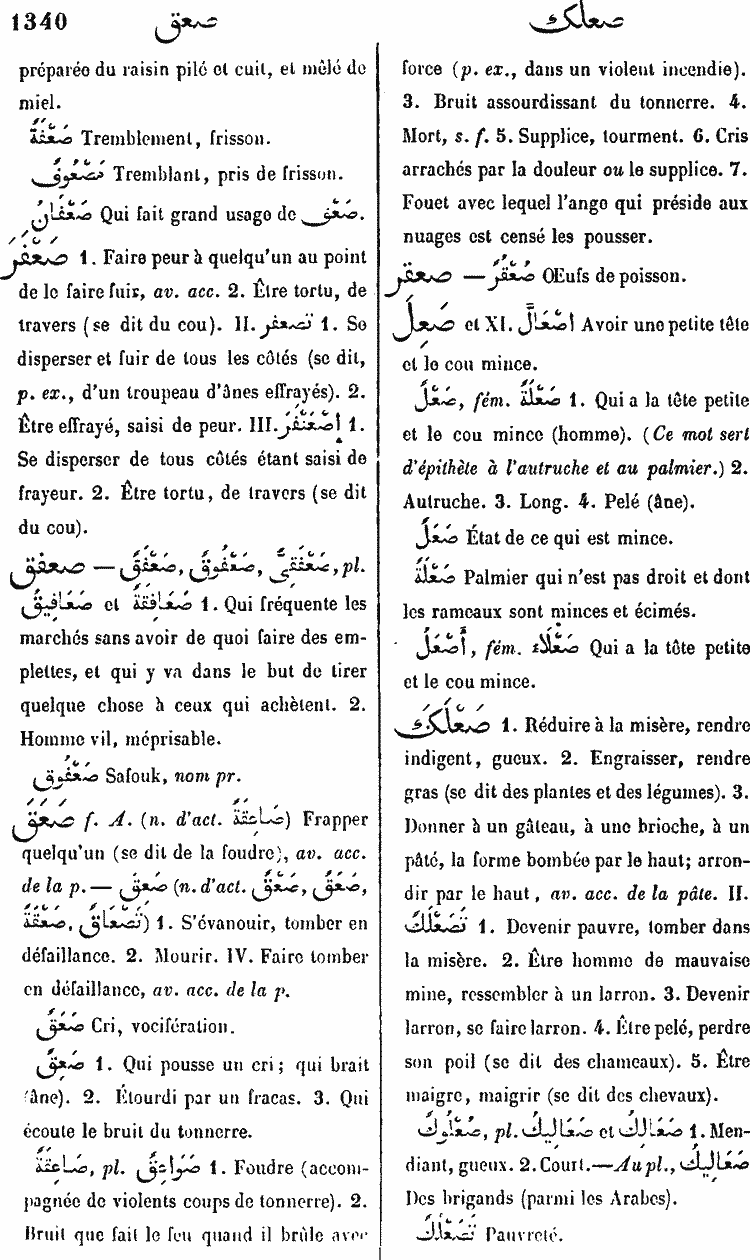 1340
صعق
صعلك
préparée du raisin pilé et cuit, et mêlé de
miel.
صَعْفَةٌ Tremblement, frisson.
مَصْعُوفٌ Tremblant, pris de frisson.
صَعْفَانُ Qui fait grand usage de صَعْف.
صَعْفَرَ 1. Faire peur à quelqu'un au point
de le faire fuir, av. acc. 2. Être tortu, de
travers (se dit du cou). II. تصعفر 1. Se
disperser et fuir de tous les côtés (se dit,
p. ex., d'un troupeau d'ânes effrayés). 2.
Être effrayé, saisi de peur. III. اِصْعَنْفَرَ 1.
Se disperser de tous côtés étant saisi de
frayeur. 2. Être tortu, de travers (se dit
du cou).
صعفق — صَعْفَقٌ, صَعْفُوقٌ, صَعْفَقِىٌّ, pl.
صَعَافِيقُ et صَعَافِقَةٌ 1. Qui fréquente les
marchés sans avoir de quoi faire des em-
plettes, et qui y va dans le but de tirer
quelque chose à ceux qui achètent. 2.
Homme vil, méprisable.
صَعْفُوق Safouk, nom pr.
صَعَقَ f. A. (n. d'act. صَاعِقَةٌ) Frapper
quelqu'un (se dit de la foudre), av. acc.
de la p. — صَعِقَ (n. d'act. صَعْقٌ, صَعَقٌ,
صَعْقَةٌ, تَصْعَاقٌ) 1. S'évanouir, tomber en
défaillance. 2. Mourir. IV. Faire tomber
en défaillance, av. acc. de la p.
صَعْقٌ Cri, vocifération.
صَعِقٌ 1. Qui pousse un cri; qui brait
(âne). 2. Étourdi par un fracas. 3. Qui
écoute le bruit du tonnerre.
صَاعِقَةٌ, pl. صَوَاعِقُ 1. Foudre (accom-
pagnée de violents coups de tonnerre). 2.
Bruit que fait le feu quand il brûle avec
force (p. ex., dans un violent incendie).
3. Bruit assourdissant du tonnerre. 4.
Mort, s. f. 5. Supplice, tourment. 6. Cris
arrachés par la douleur ou le supplice. 7.
Fouet avec lequel l'ange qui préside aux
nuages est censé les pousser.
صعقر — صُعْقُرٌ Œufs de poisson.
صَعِلَ et XI. اِصْعَالَّ Avoir une petite tête
et le cou mince.
صَعْلٌ, fém. صَعْلَةٌ 1. Qui a la tête petite
et le cou mince (homme). (Ce mot sert
d'épithète à l'autruche et au palmier.) 2.
Autruche. 3. Long. 4. Pelé (âne).
صَعَلٌ État de ce qui est mince.
صَعْلَةٌ Palmier qui n'est pas droit et dont
les rameaux sont minces et écimés.
أَصْعَلُ, fém. صَعْلَاءُ Qui a la tête petite
et le cou mince.
صَعْلَكَ 1. Réduire à la misère, rendre
indigent, gueux. 2. Engraisser, rendre
gras (se dit des plantes et des légumes). 3.
Donner à un gâteau, à une brioche, à un
pâté, la forme bombée par le haut; arron-
dir par le haut, av. acc. de la pâte. II.
تَصَعْلَكَ 1. Devenir pauvre, tomber dans
la misère. 2. Être homme de mauvaise
mine, ressembler à un larron. 3. Devenir
larron, se faire larron. 4. Être pelé, perdre
son poil (se dit des chameaux). 5. Être
maigre, maigrir (se dit des chevaux).
صُعْلُوكٌ, pl. صَعَالِيكُ et صَعَالِكُ 1. Men-
diant, gueux. 2. Court. — Au pl., صَعَالِيكُ
Des brigands (parmi les Arabes).
تَصَعْلُكٌ Pauvreté.